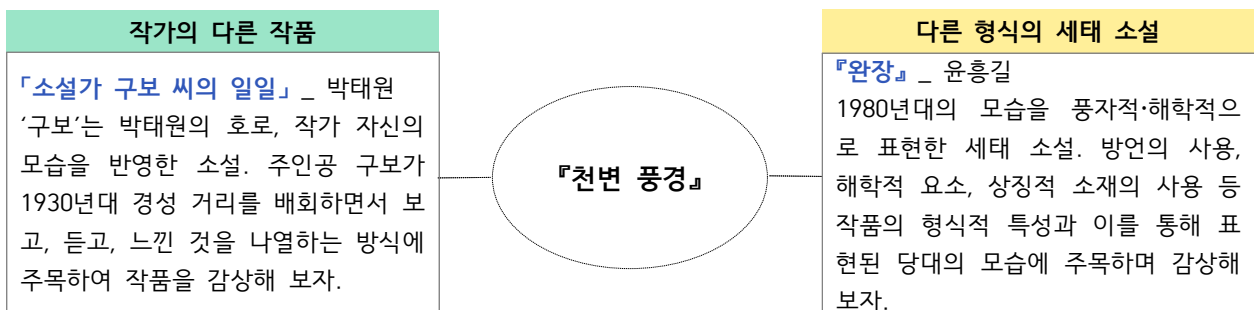 작가의 다른 작품
「소설가 구보 씨의 일일」 _ 박태원
‘구보’는 박태원의 호로, 작가 자신의
모습을 반영한 소설. 주인공 구보가
1930년대 경성 거리를 배회하면서 보
고, 듣고, 느낀 것을 나열하는 방식에
주목하여 작품을 감상해 보자.
『천변 풍경』
다른 형식의 세태 소설
『완장』 _ 윤흥길
1980년대의 모습을 풍자적·해학적으
로 표현한 세태 소설. 방언의 사용,
해학적 요소, 상징적 소재의 사용 등
작품의 형식적 특성과 이를 통해 표
현된 당대의 모습에 주목하며 감상해
보자.